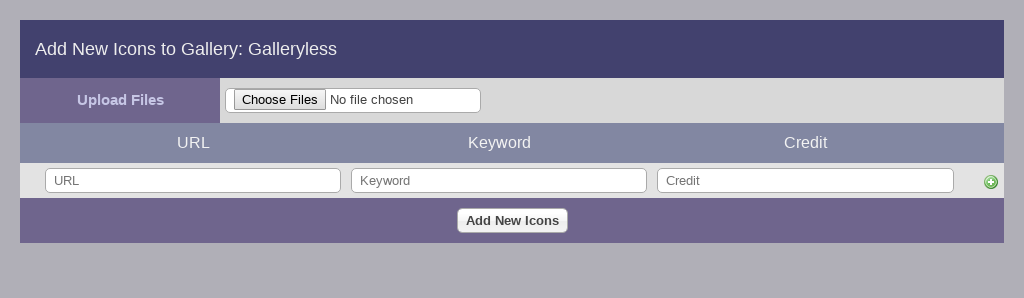 Add New Icons to Gallery: Galleryless
Upload Files
Choose Files No file chosen
URL Keyword Credit
URL Keyword Credit
Add New Icons